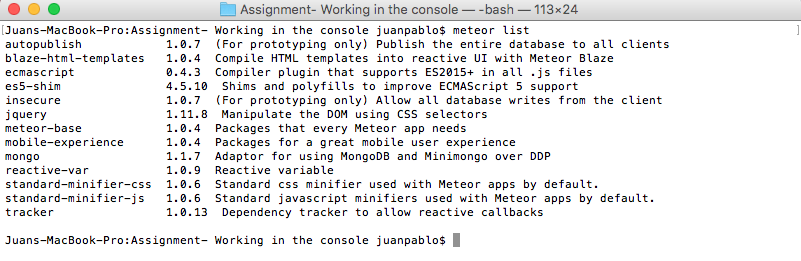 Assignment- Working in the console — -bash — 113×24
[Juans-MacBook-Pro:Assignment- Working in the console juanpablo$ meteor list ]
autopublish 1.0.7 (For prototyping only) Publish the entire database to all clients
blaze-html-templates 1.0.4 Compile HTML templates into reactive UI with Meteor Blaze
ecmascript 0.4.3 Compiler plugin that supports ES2015+ in all .js files
es5-shim 4.5.10 Shims and polyfills to improve ECMAScript 5 support
insecure 1.0.7 (For prototyping only) Allow all database writes from the client
jquery 1.11.8 Manipulate the DOM using CSS selectors
meteor-base 1.0.4 Packages that every Meteor app needs
mobile-experience 1.0.4 Packages for a great mobile user experience
mongo 1.1.7 Adaptor for using MongoDB and Minimongo over DDP
reactive-var 1.0.9 Reactive variable
standard-minifier-css 1.0.6 Standard css minifier used with Meteor apps by default.
standard-minifier-js 1.0.6 Standard javascript minifiers used with Meteor apps by default.
tracker 1.0.13 Dependency tracker to allow reactive callbacks
Juans-MacBook-Pro:Assignment- Working in the console juanpablo$